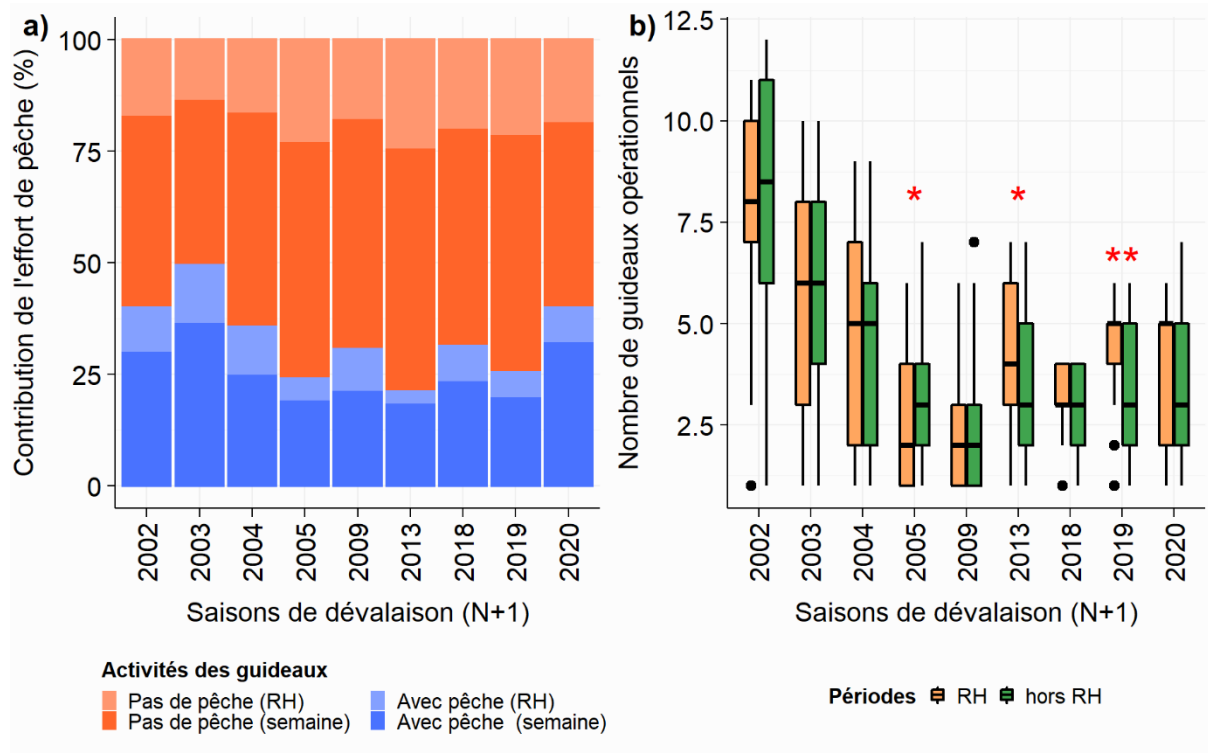 a)
Contribution de l'effort de pêche (%)
100
75
50
25
0
2002
2003
2004
2005
2009
2013
2018
2019
2020
Saisons de dévalaison (N+1)
Activités des guideaux
Pas de pêche (RH)
Avec pêche (RH)
Pas de pêche (semaine)
Avec pêche (semaine)
b)
Nombre de guideaux opérationnels
12.5
10.0
7.5
5.0
2.5
*
*
**
2002
2003
2004
2005
2009
2013
2018
2019
2020
Saisons de dévalaison (N+1)
Périodes RH hors RH